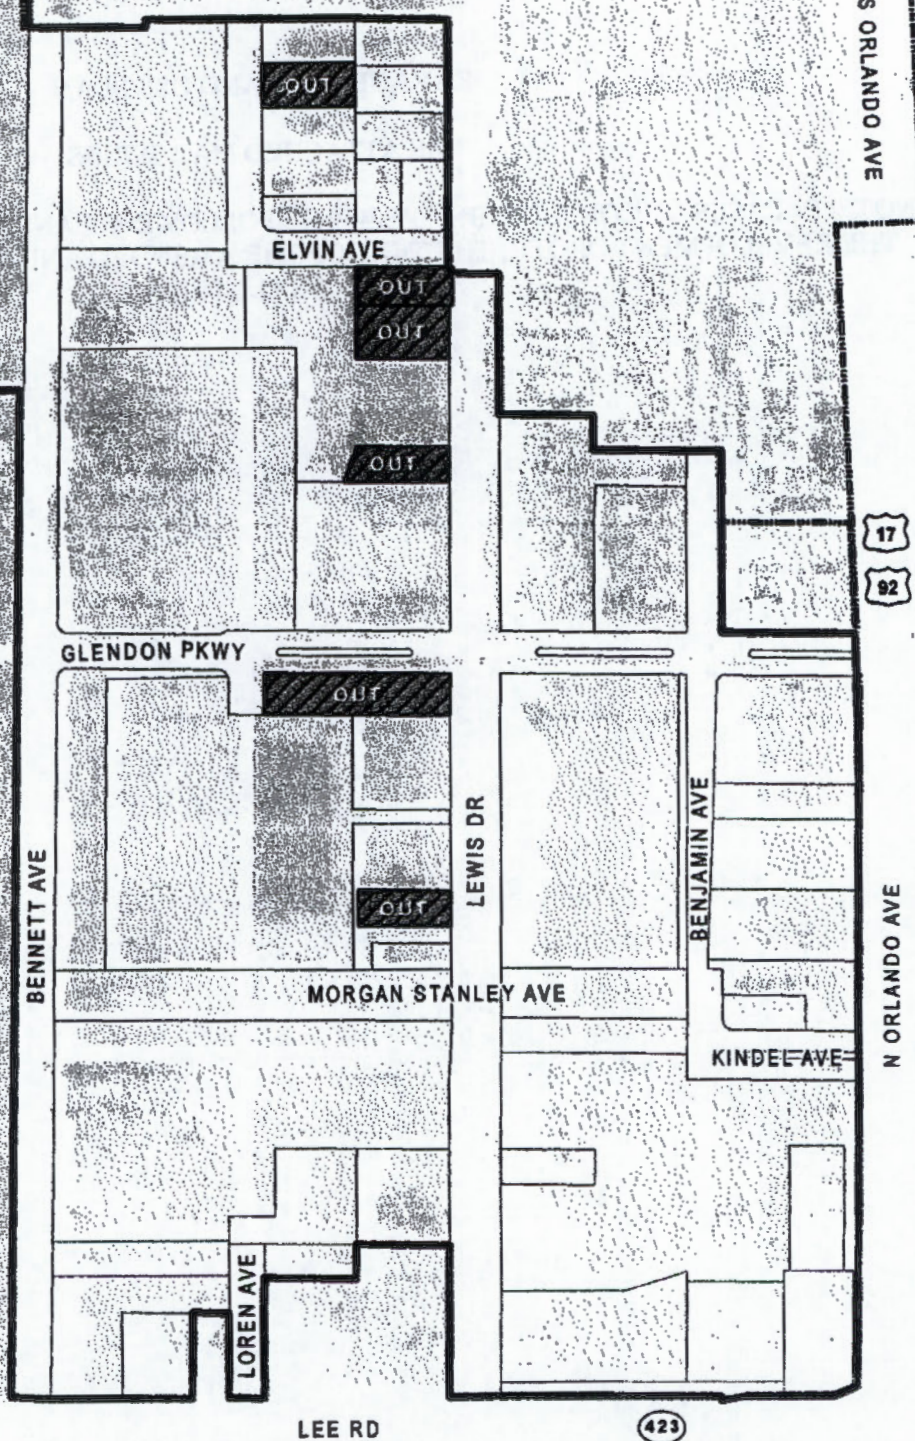 S ORLANDO AVE
OUT
ELVIN AVE
OUT
OUT
OUT
17
92
GLENDON PKWY
OUT
LEWIS DR
BENJAMIN AVE
BENNETT AVE
OUT
N ORLANDO AVE
MORGAN STANLEY AVE
KINDEL AVE
LOREN AVE
LEE RD
423